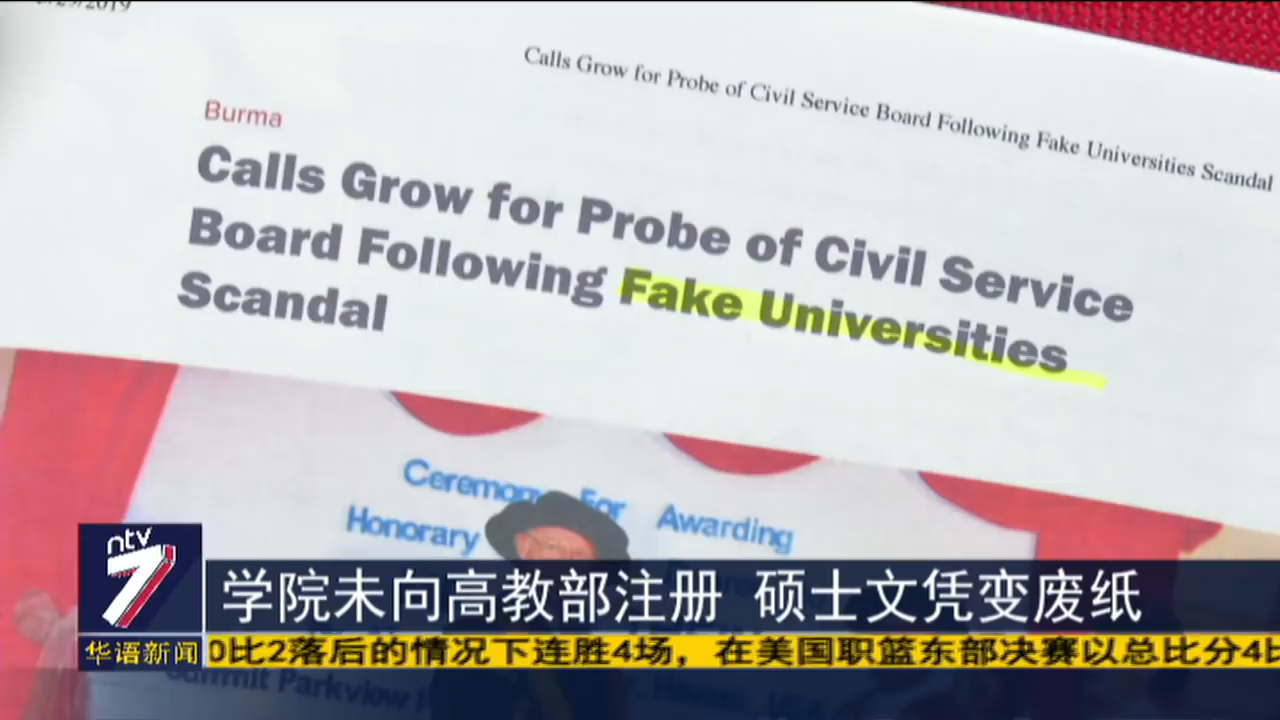 /29/2019
Calls Grow for Probe of Civil Service Board Following Fake Universities Scandal
Burma
Calls Grow for Probe of Civil Service
Board Following Fake Universities
Scandal
Ceremony For Awarding
Honorary
ntv
7
学院未向高教部注册 硕士文凭变废纸
华语新闻
0比2落后的情况下连胜4场，在美国职篮东部决赛以总比分4比
Summit Parkview